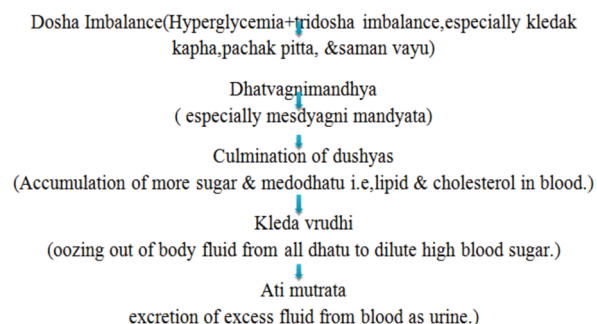 Dosha Imbalance(Hyperglycemia+tridosha imbalance,especially kledak
kapha,pachak pitta, &saman vayu)
Dhatvagnimandhya
( especially mesdyagni mandyata)
Culmination of dushyas
(Accumulation of more sugar & medodhatu i.e,lipid & cholesterol in blood.)
Kleda vrudhi
(oozing out of body fluid from all dhatu to dilute high blood sugar.)
Ati mutrata
excretion of excess fluid from blood as urine.)